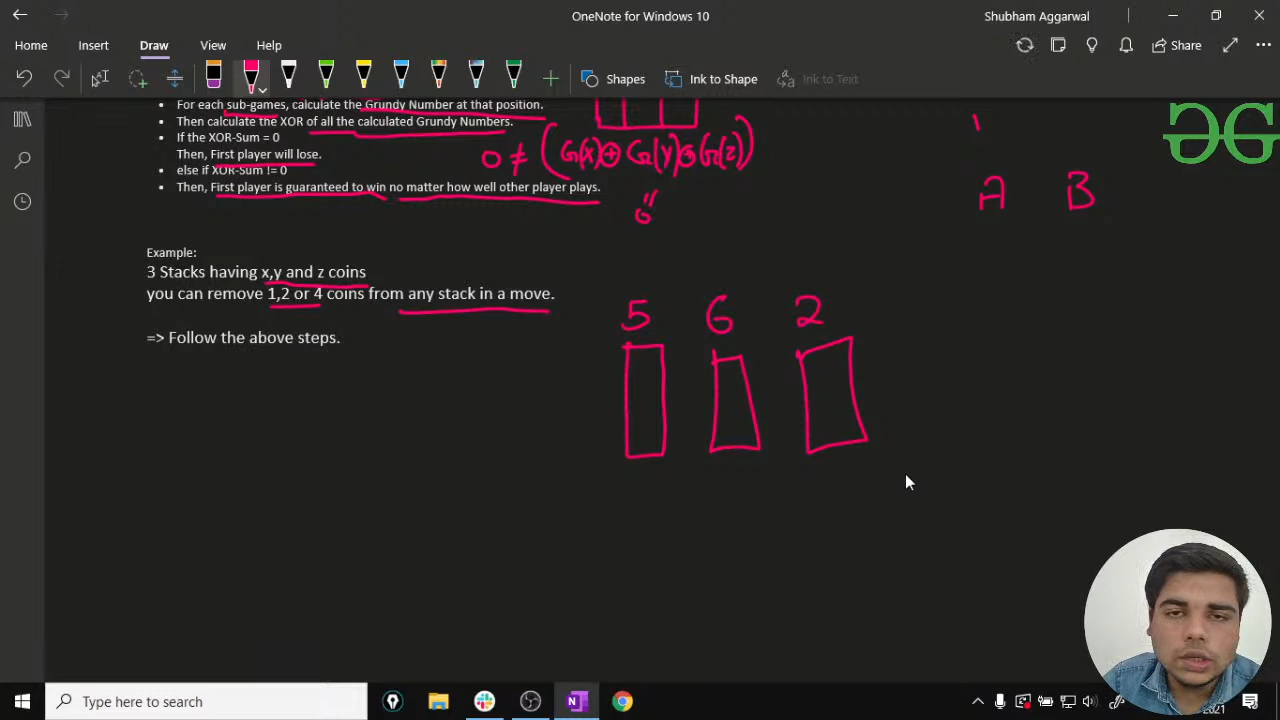 OneNote for Windows 10
Shubham Aggarwal
Home Insert Draw View Help
Share
Shapes Ink to Shape Ink to Text
For each sub-games, calculate the Grundy Number at that position.
Then calculate the XOR of all the calculated Grundy Numbers.
If the XOR-Sum = 0
Then, First player will lose.
0 ≠ (G(x) ⊕ G(y) ⊕ G(z))
else if XOR-Sum != 0
Then, First player is guaranteed to win no matter how well other player plays.
A B
Example:
3 Stacks having x,y and z coins
you can remove 1,2 or 4 coins from any stack in a move.
5 6 2
=> Follow the above steps.
Type here to search
2021